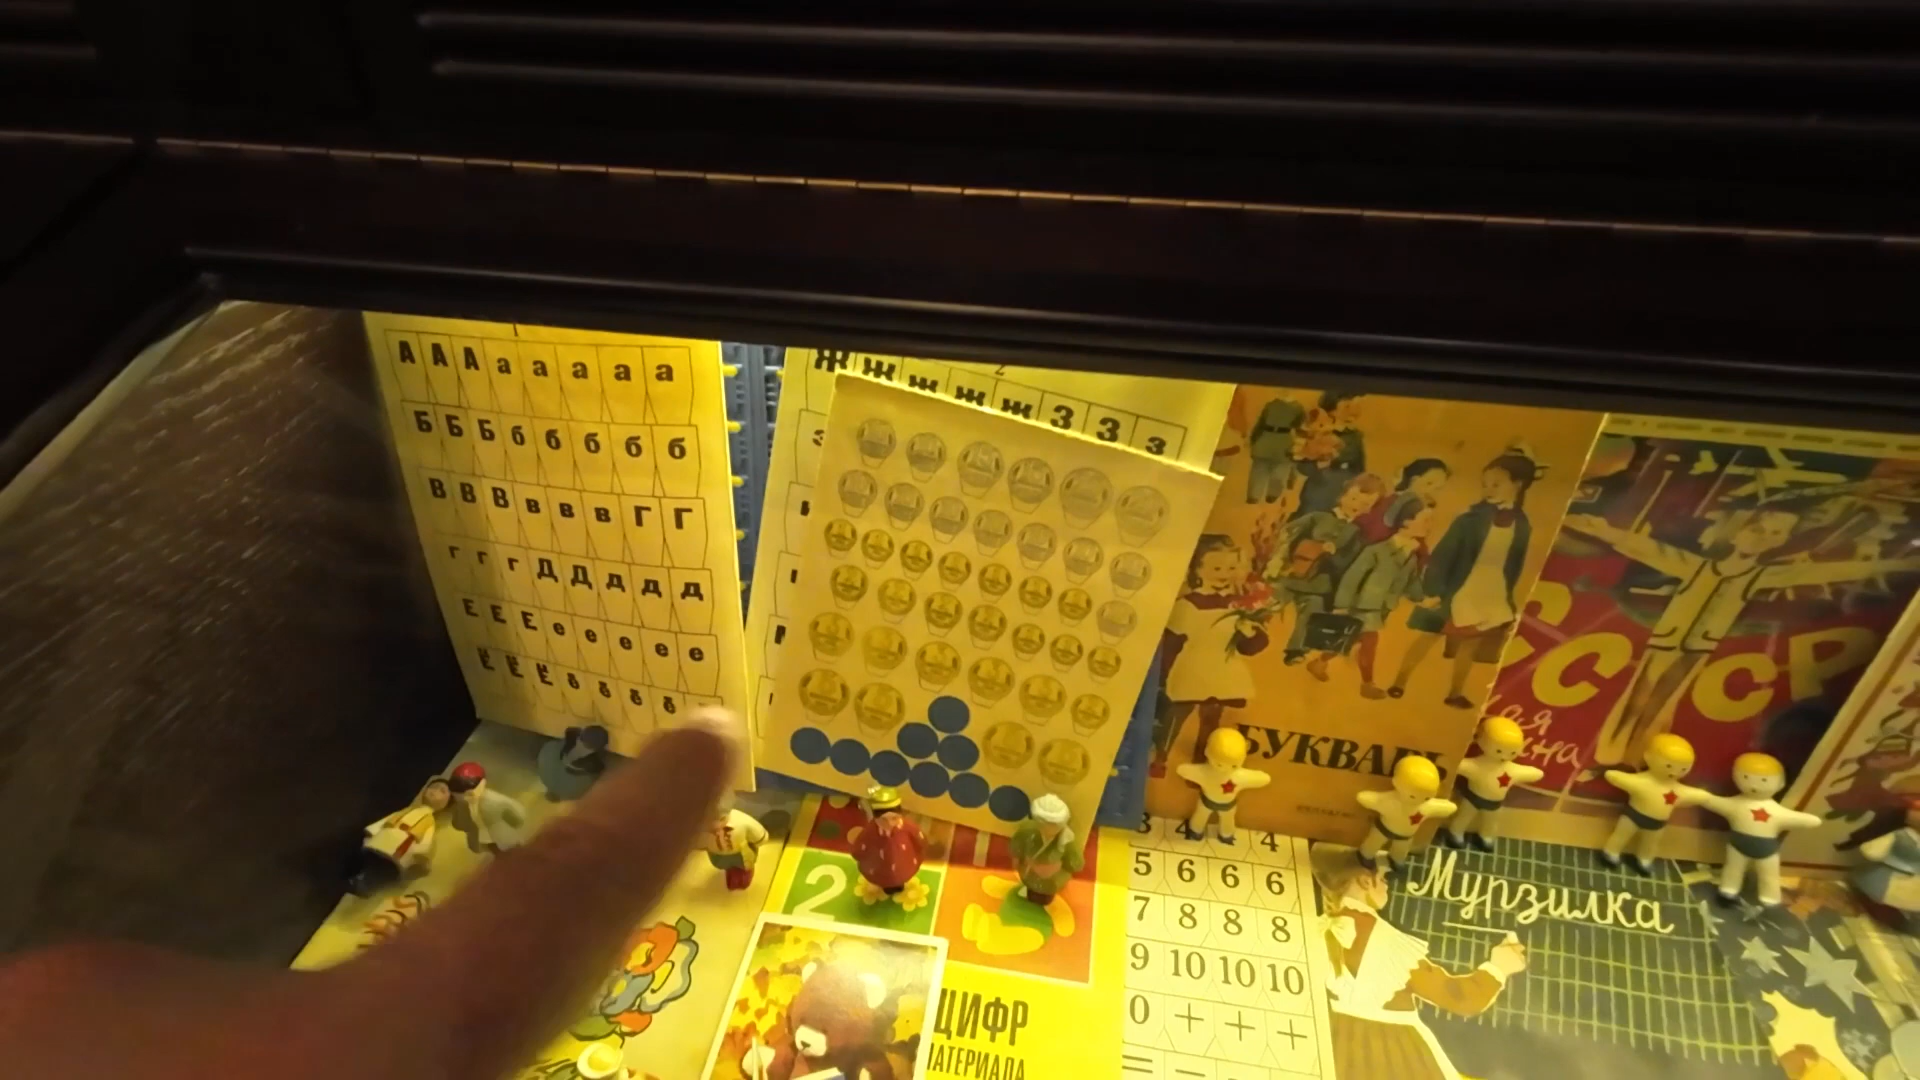 А А А а а а а а
Б Б Б б б б б б
В В В в в в Г Г
г г г Д Д д д д
Е Е Е е е е е е
Ё Ё Ё ё ё ё ё
Ж Ж ж ж ж З З з
БУКВАРЬ
СССР
Мурзилка
2
ЦИФР
МАТЕРИАЛА
3 4 4 4
5 6 6 6
7 8 8 8
9 10 10 10
0 + + +
= -